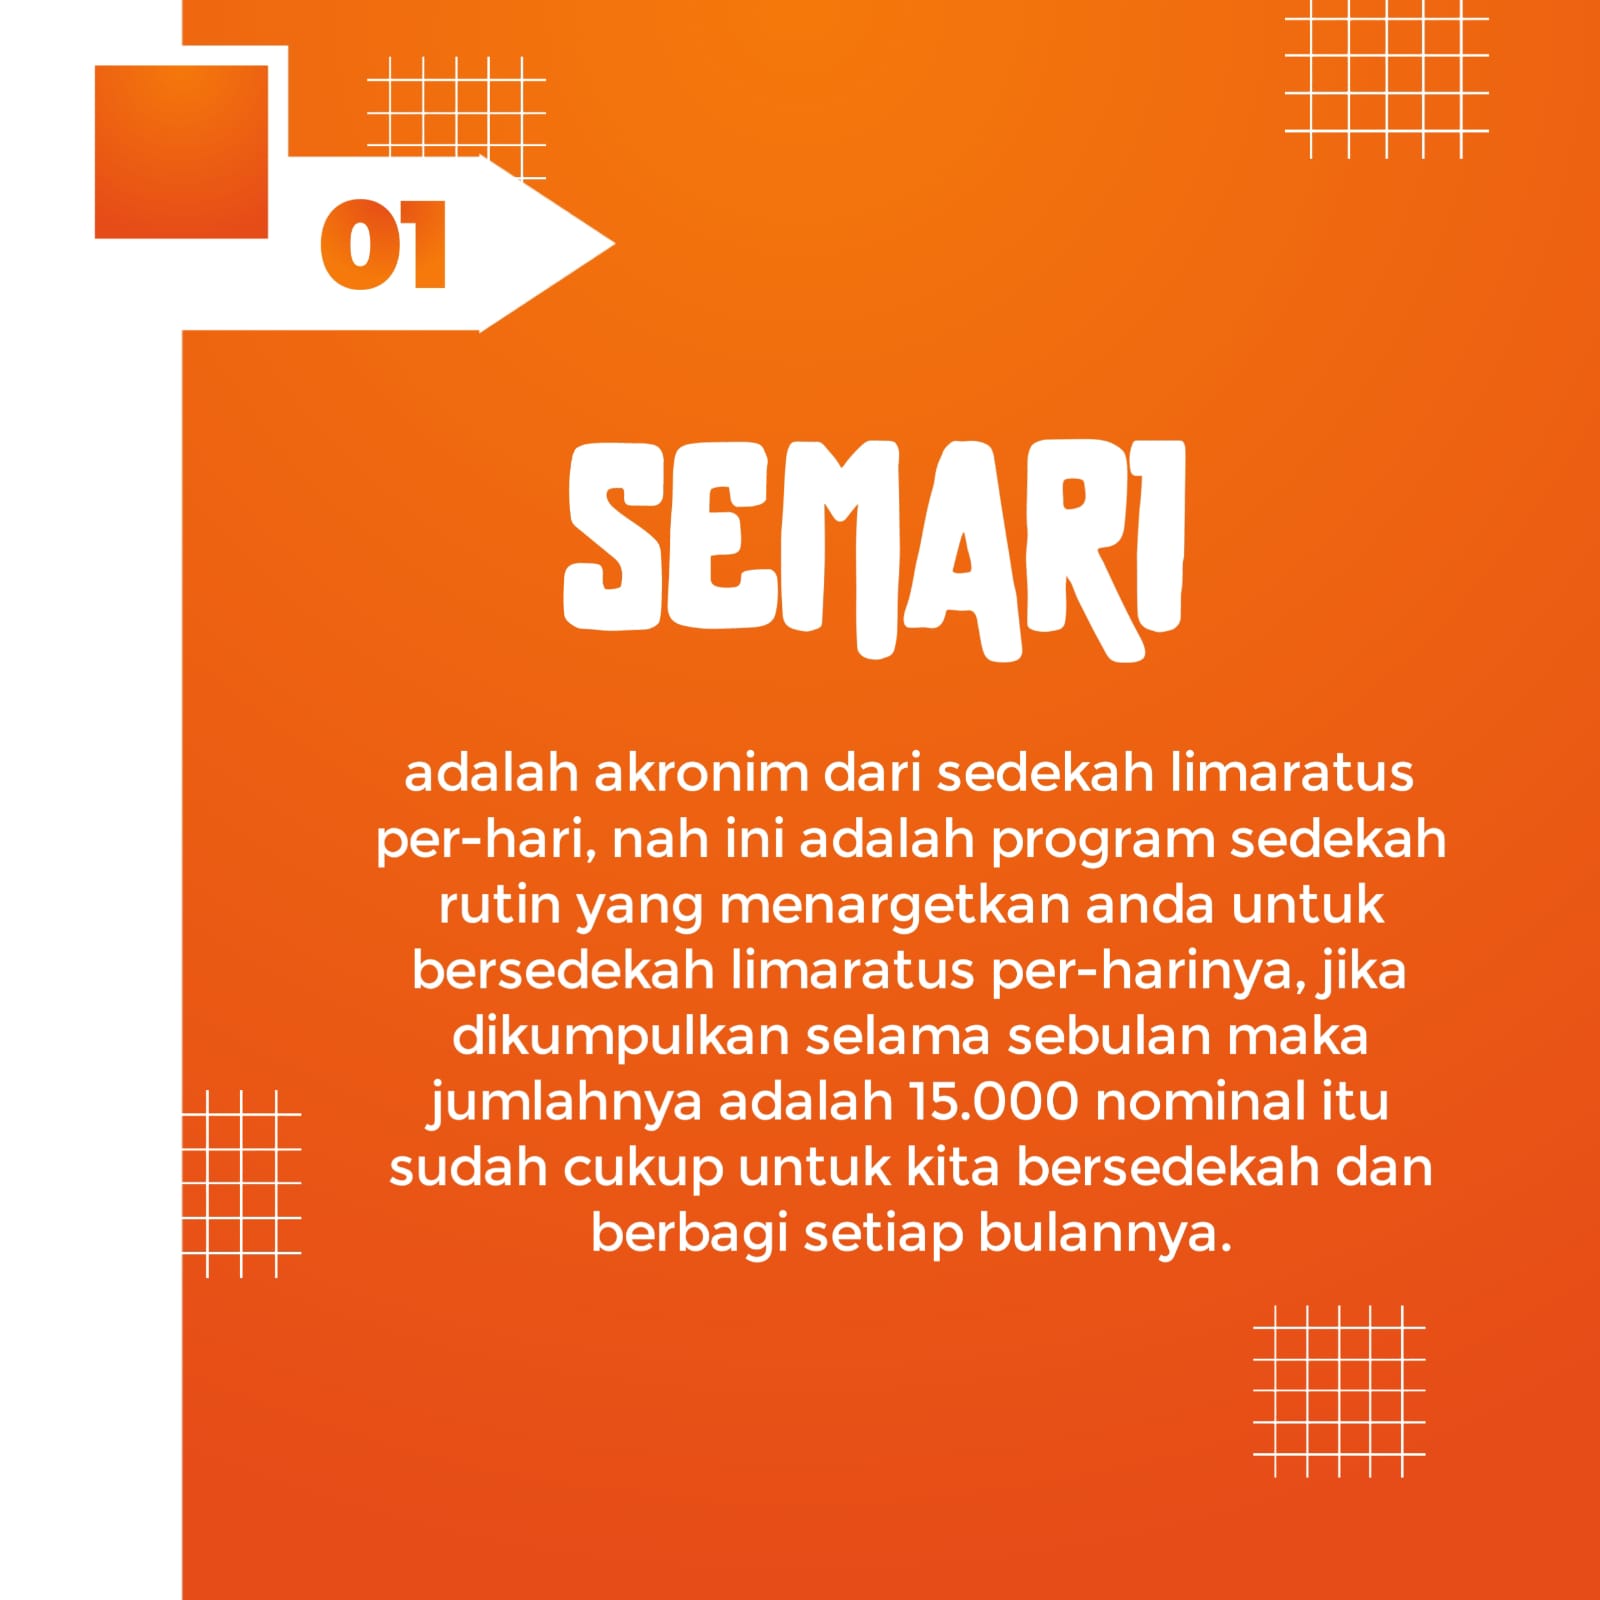 01
SEMARI
adalah akronim dari sedekah limaratus
per-hari, nah ini adalah program sedekah
rutin yang menargetkan anda untuk
bersedekah limaratus per-harinya, jika
dikumpulkan selama sebulan maka
jumlahnya adalah 15.000 nominal itu
sudah cukup untuk kita bersedekah dan
berbagi setiap bulannya.